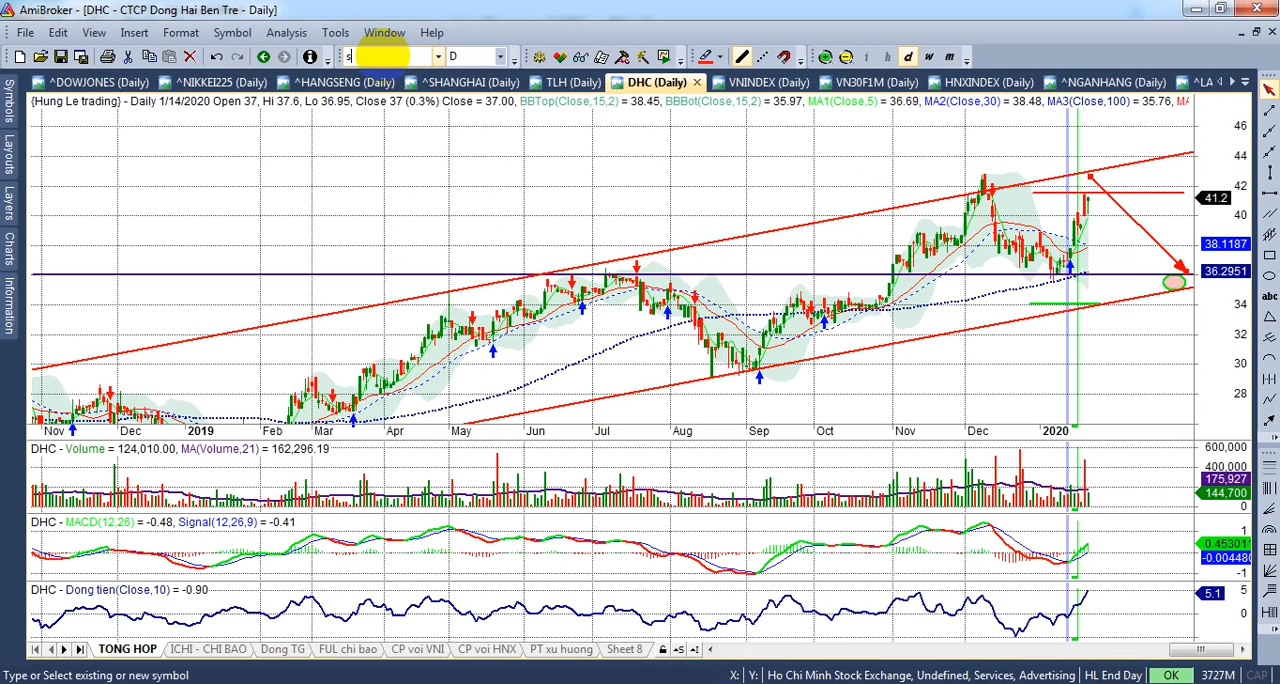 AmiBroker - [DHC - CTCP Dong Hai Ben Tre - Daily]
File Edit View Insert Format Symbol Analysis Tools Window Help
s D i h d w m
^DOWJONES (Daily) ^NIKKEI225 (Daily) ^HANGSENG (Daily) ^SHANGHAI (Daily) TLH (Daily) DHC (Daily) VNINDEX (Daily) VN30F1M (Daily) HNXINDEX (Daily) ^NGANHANG (Daily) ^LA
Symbols
Layouts
Layers
Charts
Information
{Hung Le trading} - Daily 1/14/2020 Open 37, Hi 37.6, Lo 36.95, Close 37 (0.3%) Close = 37.00, BBTop(Close,15,2) = 38.45, BBBot(Close,15,2) = 35.97, MA1(Close,5) = 36.69, MA2(Close,30) = 38.48, MA3(Close,100) = 35.76, MA
46
44
42
41.2
40
38.1187
36.2951
34
32
30
28
abc
Nov Dec 2019 Feb Mar Apr May Jun Jul Aug Sep Oct Nov Dec 2020
DHC - Volume = 124,010.00, MA(Volume,21) = 162,296.19
600,000
400,000
175,927
144,700
0
DHC - MACD(12,26) = -0.48, Signal(12,26,9) = -0.41
1
0.453011
-0.004480
-1
DHC - Dong tien(Close,10) = -0.90
5
5.1
0
TONG HOP ICHI - CHI BAO Dong TG FUL chi bei CP voi VNI CP voi HNX PT xu huong Sheet 8
Type or Select existing or new symbol X: Y: Ho Chi Minh Stock Exchange, Undefined, Services, Advertising HL End Day OK 3727M CAP